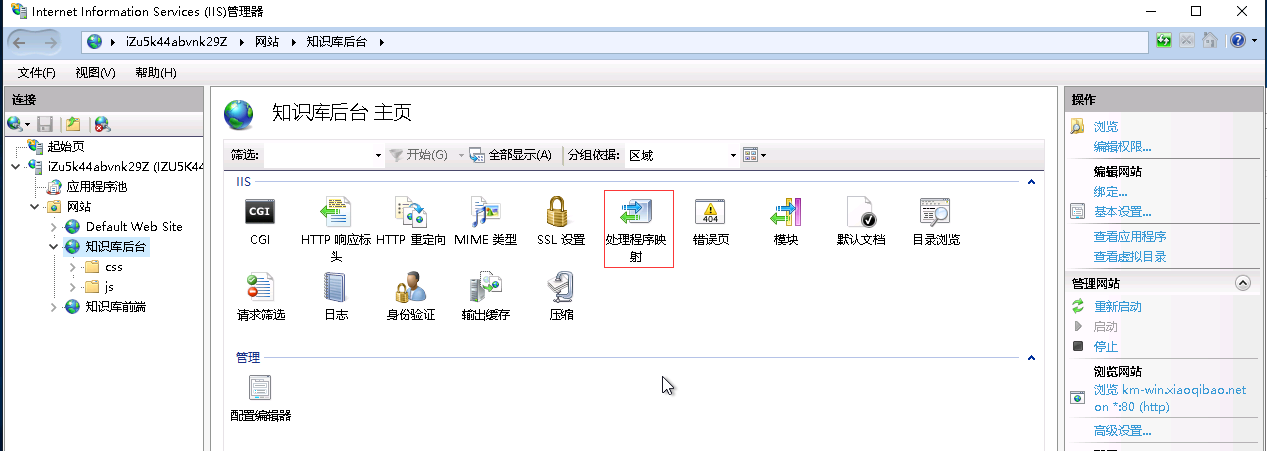 Internet Information Services (IIS)管理器
iZu5k44abvnk29Z 网站 知识库后台
文件(F) 视图(V) 帮助(H)
连接
起始页
iZu5k44abvnk29Z (IZU5K44
应用程序池
网站
Default Web Site
知识库后台
css
js
知识库前端
知识库后台 主页
筛选: 开始(G) 全部显示(A) 分组依据: 区域
IIS
CGI
CGI
HTTP 响应标头
HTTP 重定向
MIME 类型
SSL 设置
处理程序映射
404
错误页
模块
默认文档
目录浏览
请求筛选
日志
身份验证
输出缓存
压缩
管理
配置编辑器
操作
浏览
编辑权限...
编辑网站
绑定...
基本设置...
查看应用程序
查看虚拟目录
管理网站
重新启动
启动
停止
浏览网站
浏览 km-win.xiaoqibao.net
on *:80 (http)
高级设置...